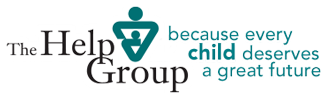 The Help
Group
because every
child deserves
a great future